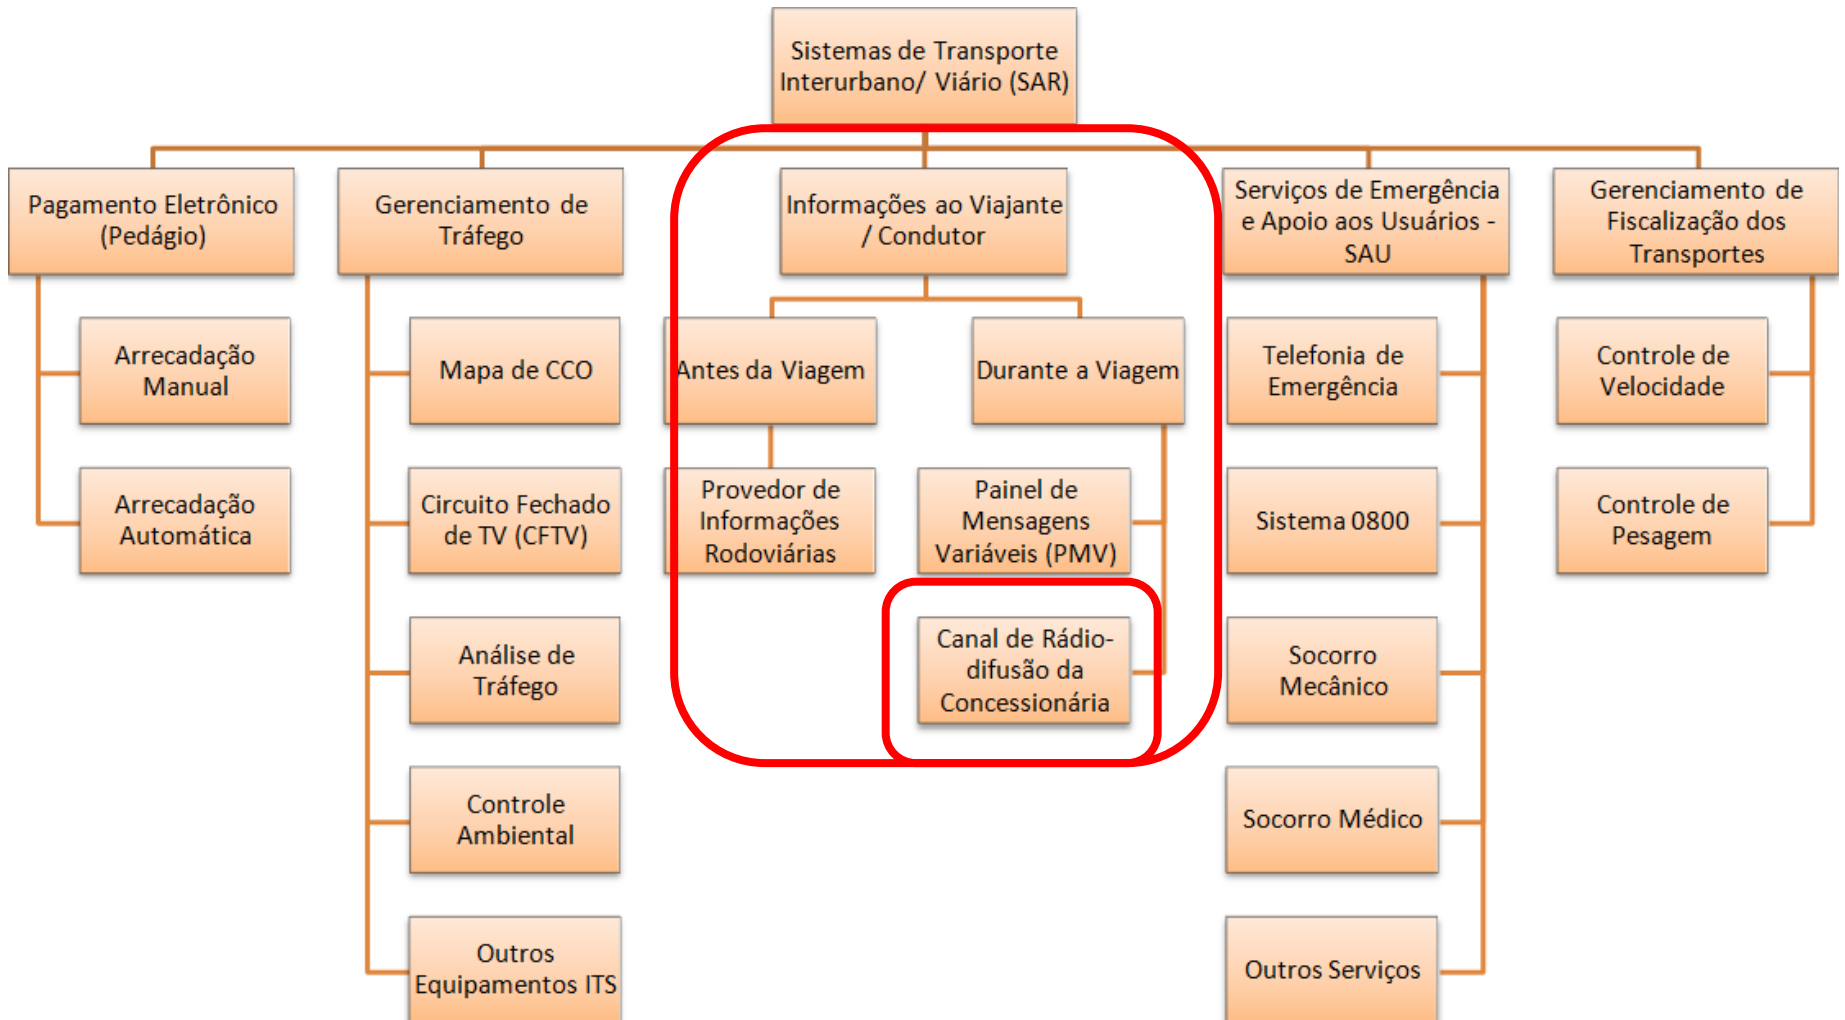 Sistemas de Transporte
Interurbano/ Viário (SAR)
Pagamento Eletrônico
(Pedágio)
Arrecadação
Manual
Arrecadação
Automática
Gerenciamento de
Tráfego
Mapa de CCO
Circuito Fechado
de TV (CFTV)
Análise de
Tráfego
Controle
Ambiental
Outros
Equipamentos ITS
Informações ao Viajante
/ Condutor
Antes da Viagem
Provedor de
Informações
Rodoviárias
Durante a Viagem
Painel de
Mensagens
Variáveis (PMV)
Canal de Rádio-
difusão da
Concessionária
Serviços de Emergência
e Apoio aos Usuários -
SAU
Telefonia de
Emergência
Sistema 0800
Socorro
Mecânico
Socorro Médico
Outros Serviços
Gerenciamento de
Fiscalização dos
Transportes
Controle de
Velocidade
Controle de
Pesagem